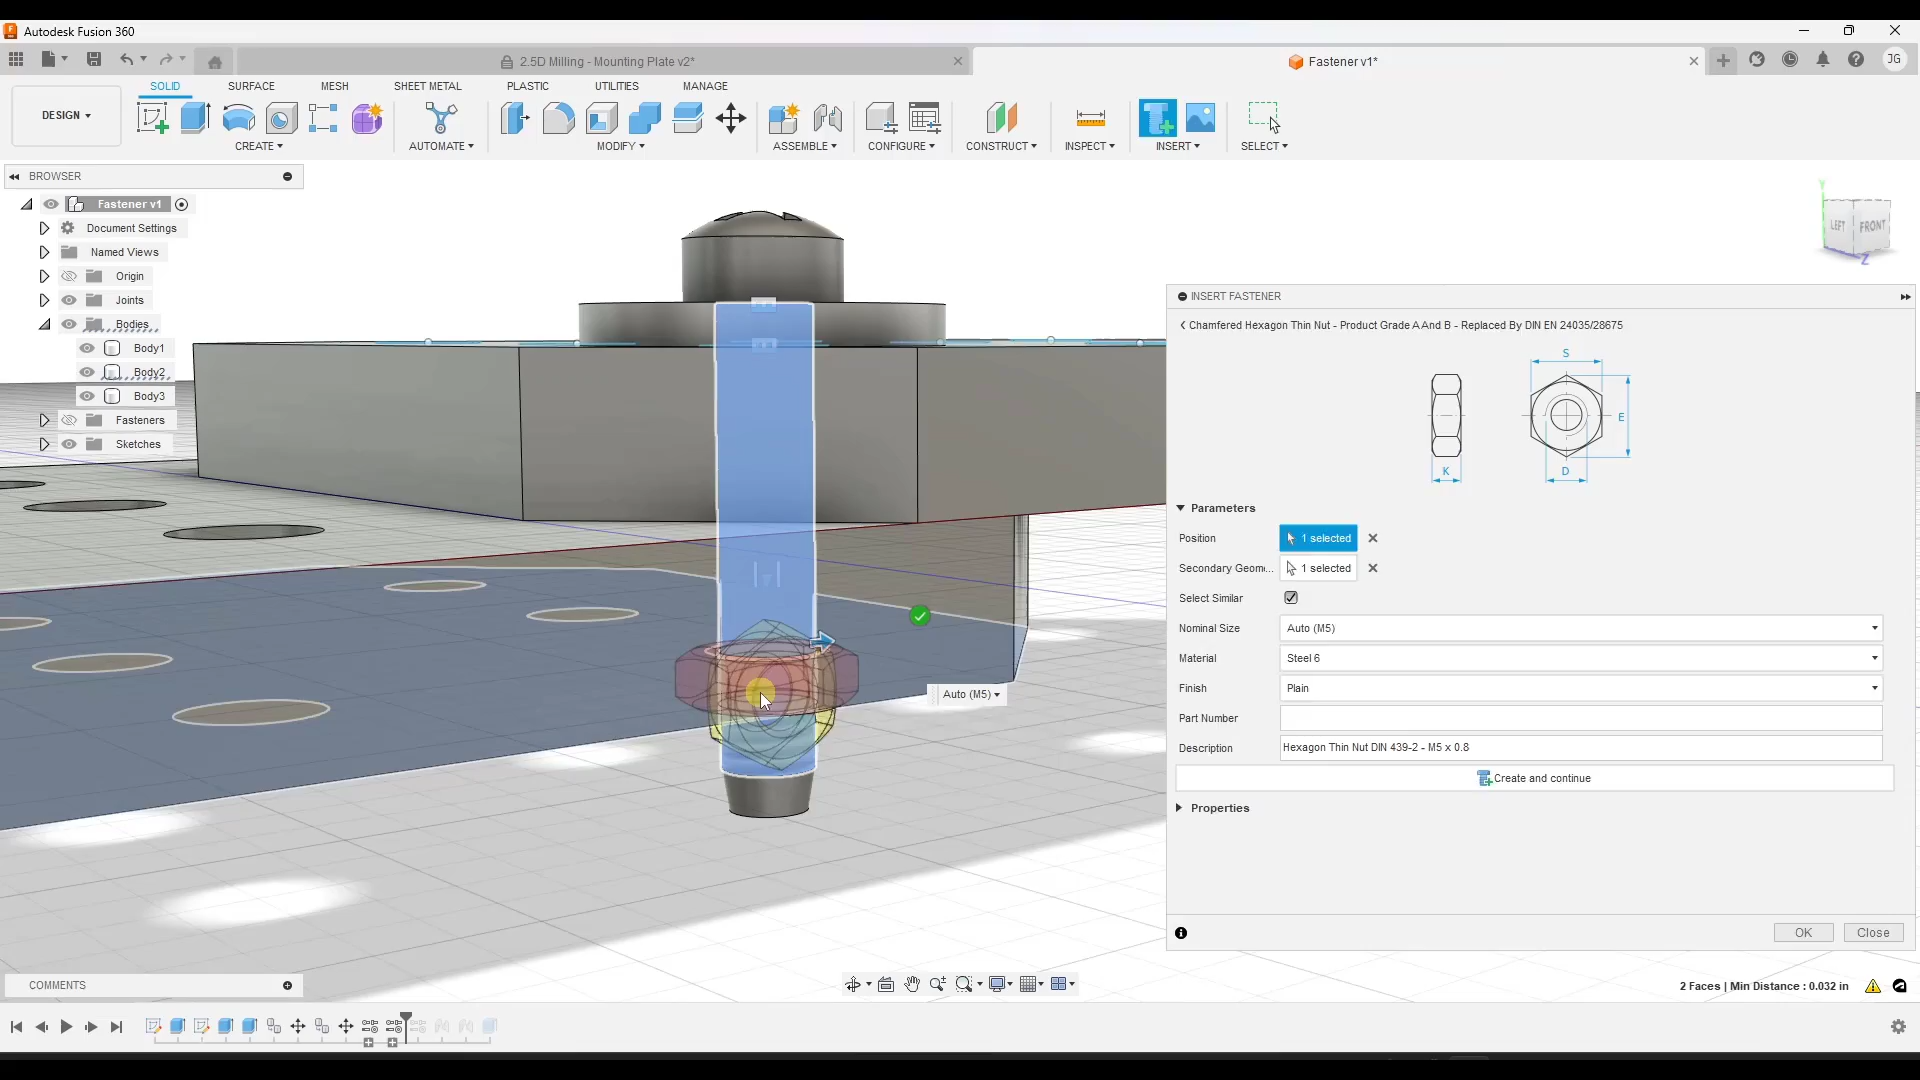 Autodesk Fusion 360
2.5D Milling - Mounting Plate v2*
Fastener v1*
JG
SOLID
SURFACE
MESH
SHEET METAL
PLASTIC
UTILITIES
MANAGE
DESIGN
CREATE
AUTOMATE
MODIFY
ASSEMBLE
CONFIGURE
CONSTRUCT
INSPECT
INSERT
SELECT
BROWSER
Fastener v1
Document Settings
Named Views
Origin
Joints
Bodies
Body1
Body2
Body3
Fasteners
Sketches
Y
LEFT
FRONT
Z
INSERT FASTENER
Chamfered Hexagon Thin Nut - Product Grade A And B - Replaced By DIN EN 24035/28675
S
E
K
D
Parameters
Position
1 selected
Secondary Geom...
1 selected
Select Similar
Nominal Size
Auto (M5)
Material
Steel 6
Finish
Plain
Part Number
Description
Hexagon Thin Nut DIN 439-2 - M5 x 0.8
Create and continue
Properties
OK
Close
Auto (M5)
COMMENTS
2 Faces | Min Distance : 0.032 in